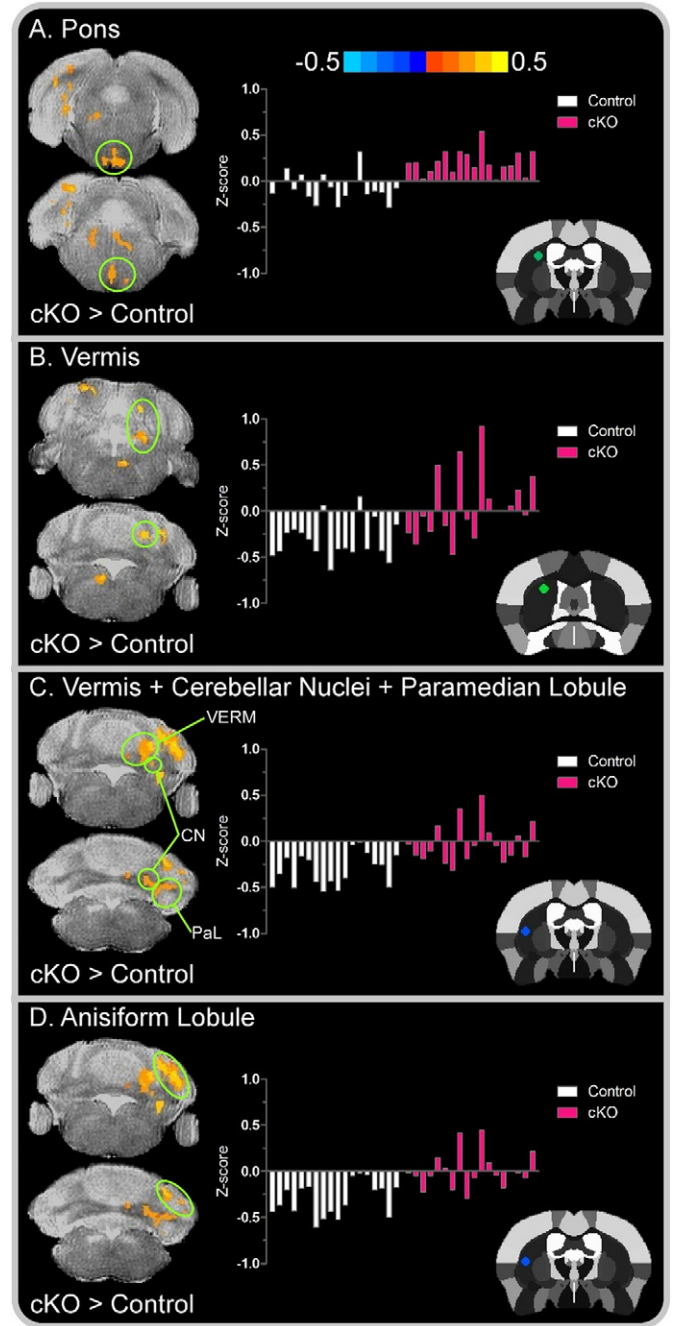 A. Pons
-0.5 0.5
1.0
0.5
0.0
-0.5
-1.0
Z-score
Control
cKO
cKO > Control
B. Vermis
1.0
0.5
0.0
-0.5
-1.0
Z-score
Control
cKO
cKO > Control
C. Vermis + Cerebellar Nuclei + Paramedian Lobule
VERM
CN
PaL
1.0
0.5
0.0
-0.5
-1.0
Z-score
Control
cKO
cKO > Control
D. Anisiform Lobule
1.0
0.5
0.0
-0.5
-1.0
Z-score
Control
cKO
cKO > Control